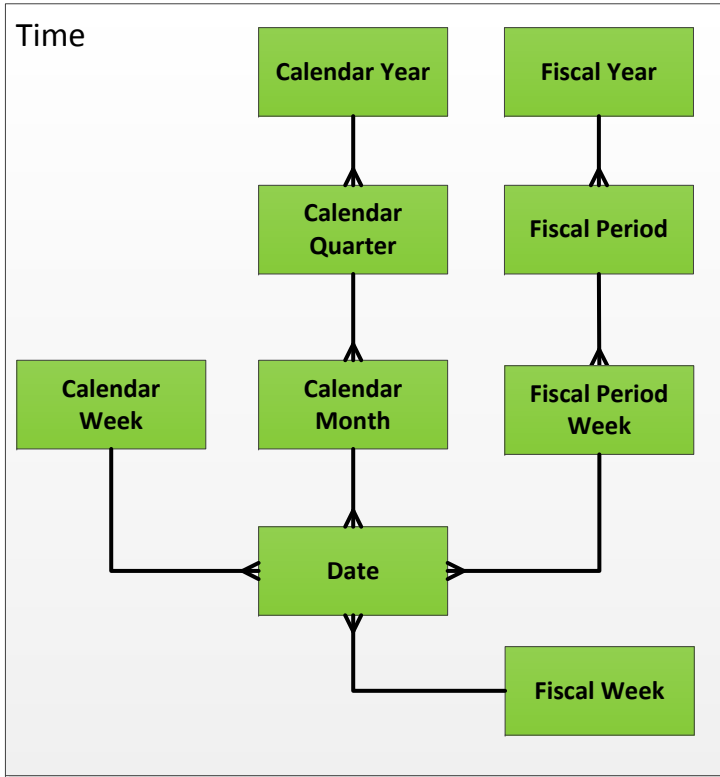 Time
Calendar Year
Fiscal Year
Calendar
Quarter
Fiscal Period
Calendar
Week
Calendar
Month
Fiscal Period
Week
Date
Fiscal Week